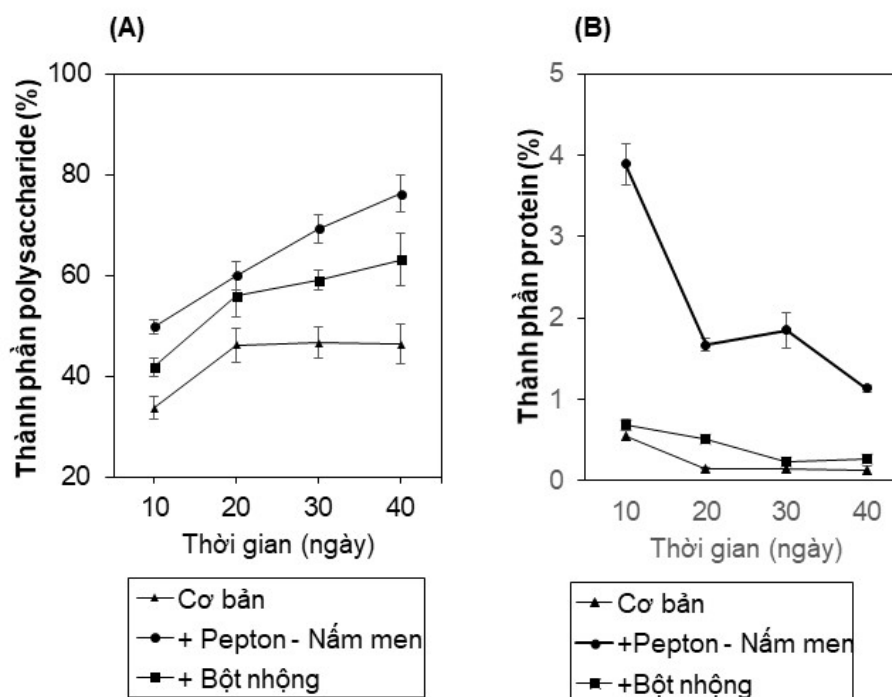 (A)
Thành phần polysaccharide (%)
100
80
60
40
20
10 20 30 40
Thời gian (ngày)
Cơ bản
+ Pepton - Nấm men
+ Bột nhộng
(B)
Thành phần protein (%)
5
4
3
2
1
0
10 20 30 40
Thời gian (ngày)
Cơ bản
+Pepton - Nấm men
+Bột nhộng